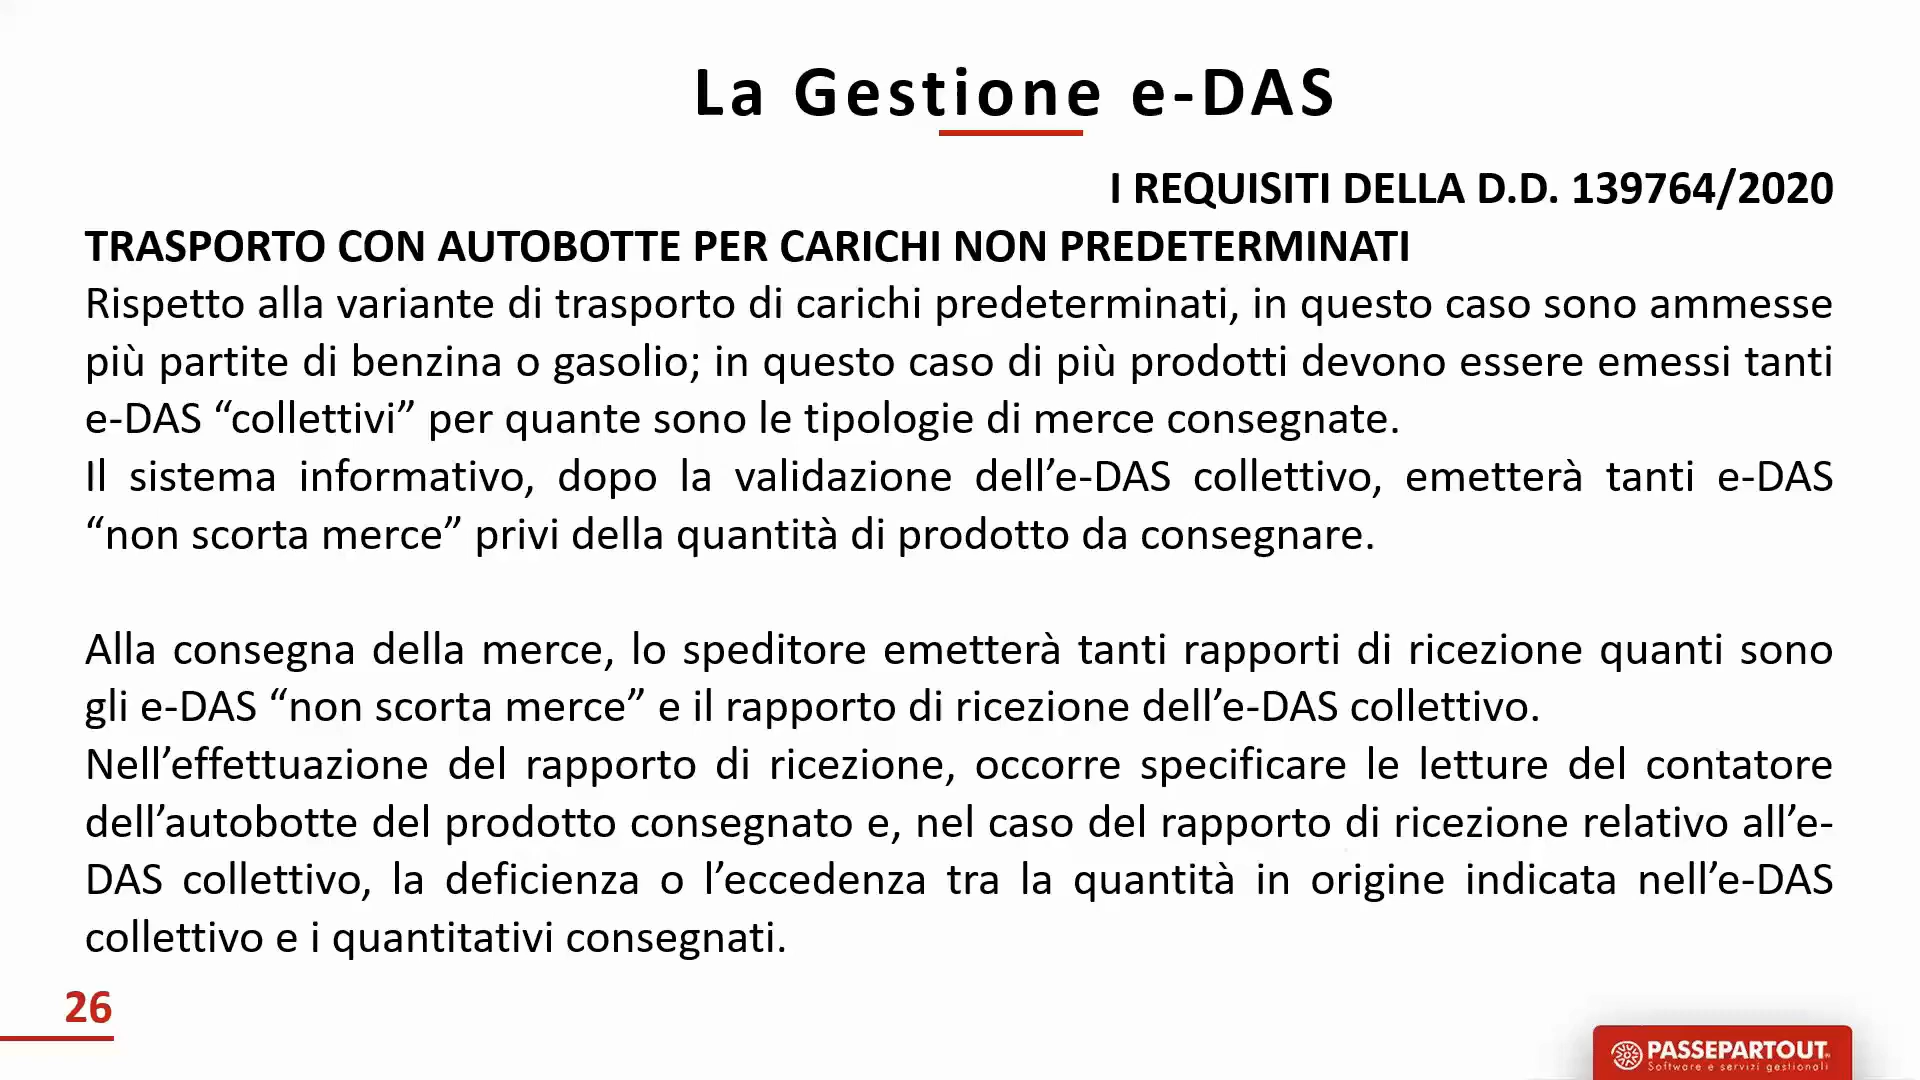 La Gestione e-DAS
I REQUISITI DELLA D.D. 139764/2020
TRASPORTO CON AUTOBOTTE PER CARICHI NON PREDETERMINATI
Rispetto alla variante di trasporto di carichi predeterminati, in questo caso sono ammesse
più partite di benzina o gasolio; in questo caso di più prodotti devono essere emessi tanti
e-DAS “collettivi” per quante sono le tipologie di merce consegnate.
Il sistema informativo, dopo la validazione dell’e-DAS collettivo, emetterà tanti e-DAS
“non scorta merce” privi della quantità di prodotto da consegnare.
Alla consegna della merce, lo speditore emetterà tanti rapporti di ricezione quanti sono
gli e-DAS “non scorta merce” e il rapporto di ricezione dell’e-DAS collettivo.
Nell’effettuazione del rapporto di ricezione, occorre specificare le letture del contatore
dell’autobotte del prodotto consegnato e, nel caso del rapporto di ricezione relativo all’e-
DAS collettivo, la deficienza o l’eccedenza tra la quantità in origine indicata nell’e-DAS
collettivo e i quantitativi consegnati.
26
PASSEPARTOUT
Software e servizi gestionali